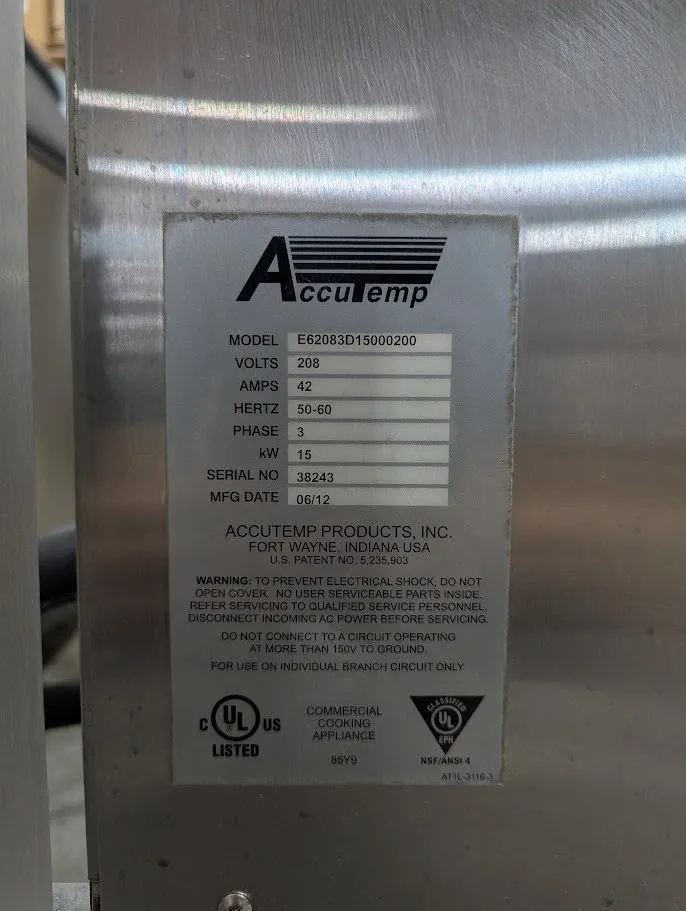 AccuTemp
MODEL E62083D15000200
VOLTS 208
AMPS 42
HERTZ 50-60
PHASE 3
kW 15
SERIAL NO 38243
MFG DATE 06/12
ACCUTEMP PRODUCTS, INC.
FORT WAYNE, INDIANA USA
U.S. PATENT NO. 5,235,903
WARNING: TO PREVENT ELECTRICAL SHOCK, DO NOT
OPEN COVER. NO USER SERVICEABLE PARTS INSIDE.
REFER SERVICING TO QUALIFIED SERVICE PERSONNEL.
DISCONNECT INCOMING AC POWER BEFORE SERVICING.
DO NOT CONNECT TO A CIRCUIT OPERATING
AT MORE THAN 150V TO GROUND.
FOR USE ON INDIVIDUAL BRANCH CIRCUIT ONLY
C UL ® US
LISTED
COMMERCIAL
COOKING
APPLIANCE
85Y9
CLASSIFIED
UL
EPH
NSF/ANSI 4
AT1L-3116-3